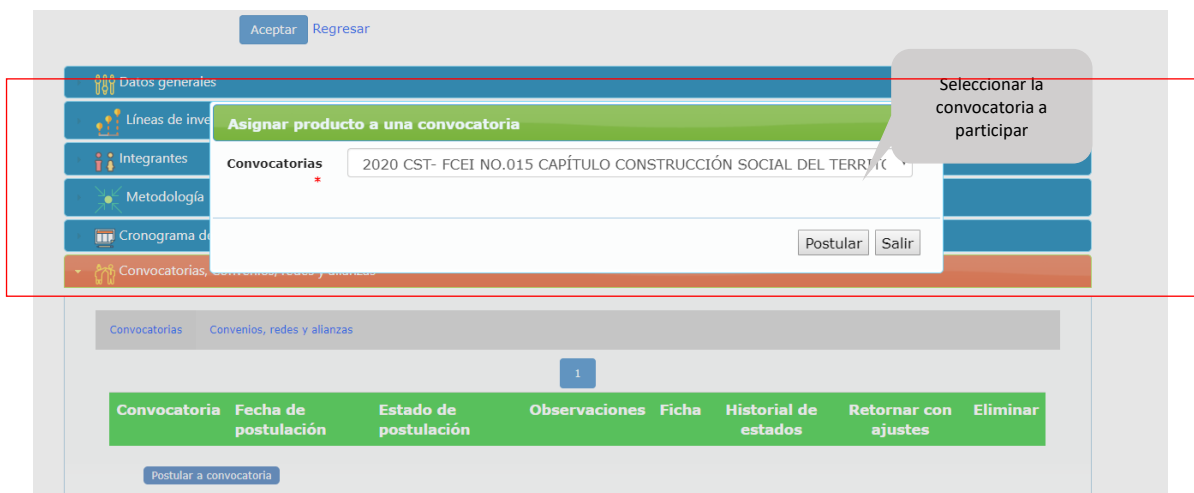 Aceptar Regresar
Datos generales
Seleccionar la
convocatoria a
participar
Líneas de inve
Asignar producto a una convocatoria
Integrantes
Convocatorias
*
2020 CST- FCEI NO.015 CAPÍTULO CONSTRUCCIÓN SOCIAL DEL
Metodología
Cronograma de
Postular Salir
Convocatorias, Convenios, redes y alianzas
Convocatorias Convenios, redes y alianzas
1
Convocatoria Fecha de postulación Estado de postulación Observaciones Ficha Historial de estados Retornar con ajustes Eliminar
Postular a convocatoria